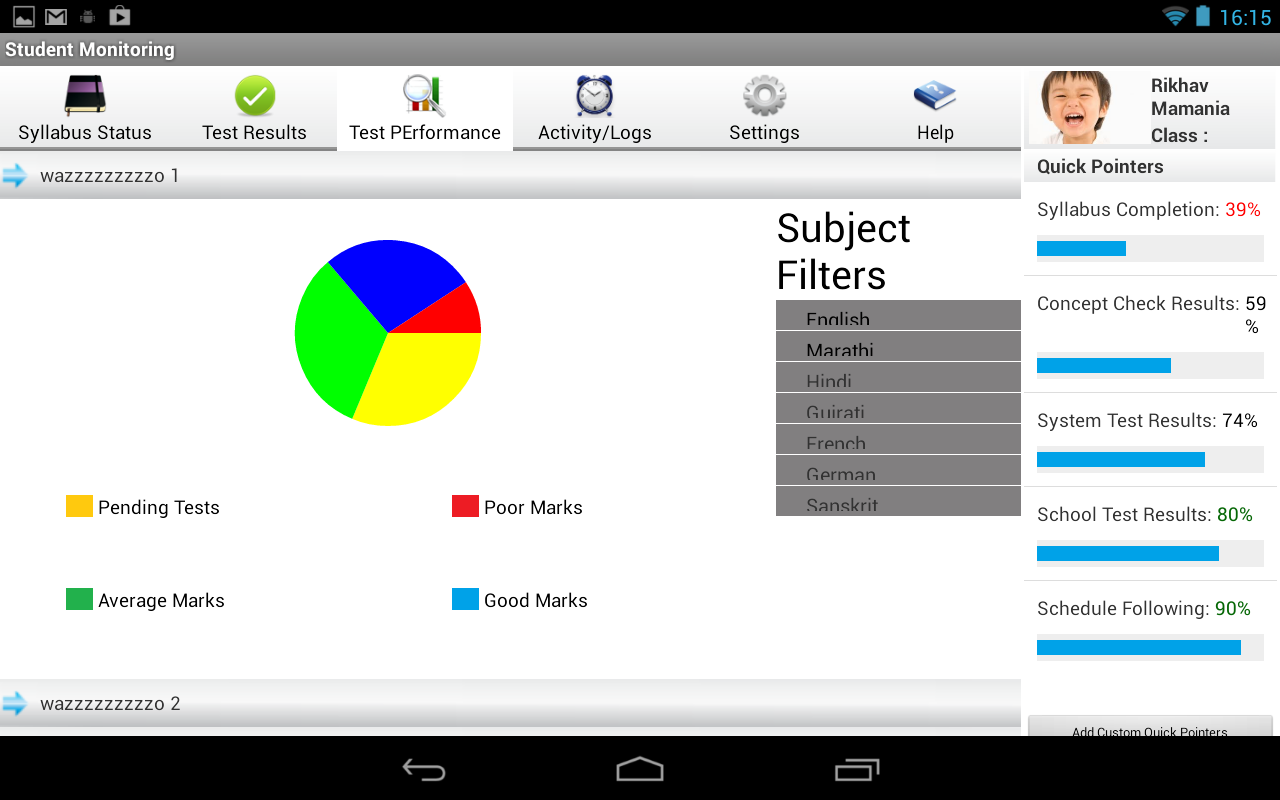 16:15
Student Monitoring
Syllabus Status
Test Results
Test PErformance
Activity/Logs
Settings
Help
Rikhav
Mamania
Class :
wazzzzzzzzzo 1
Subject
Filters
English
Marathi
Hindi
Gujrati
French
German
Sanskrit
Pending Tests
Poor Marks
Average Marks
Good Marks
wazzzzzzzzzo 2
Quick Pointers
Syllabus Completion: 39%
Concept Check Results: 59
%
System Test Results: 74%
School Test Results: 80%
Schedule Following: 90%
Add Custom Quick Pointers